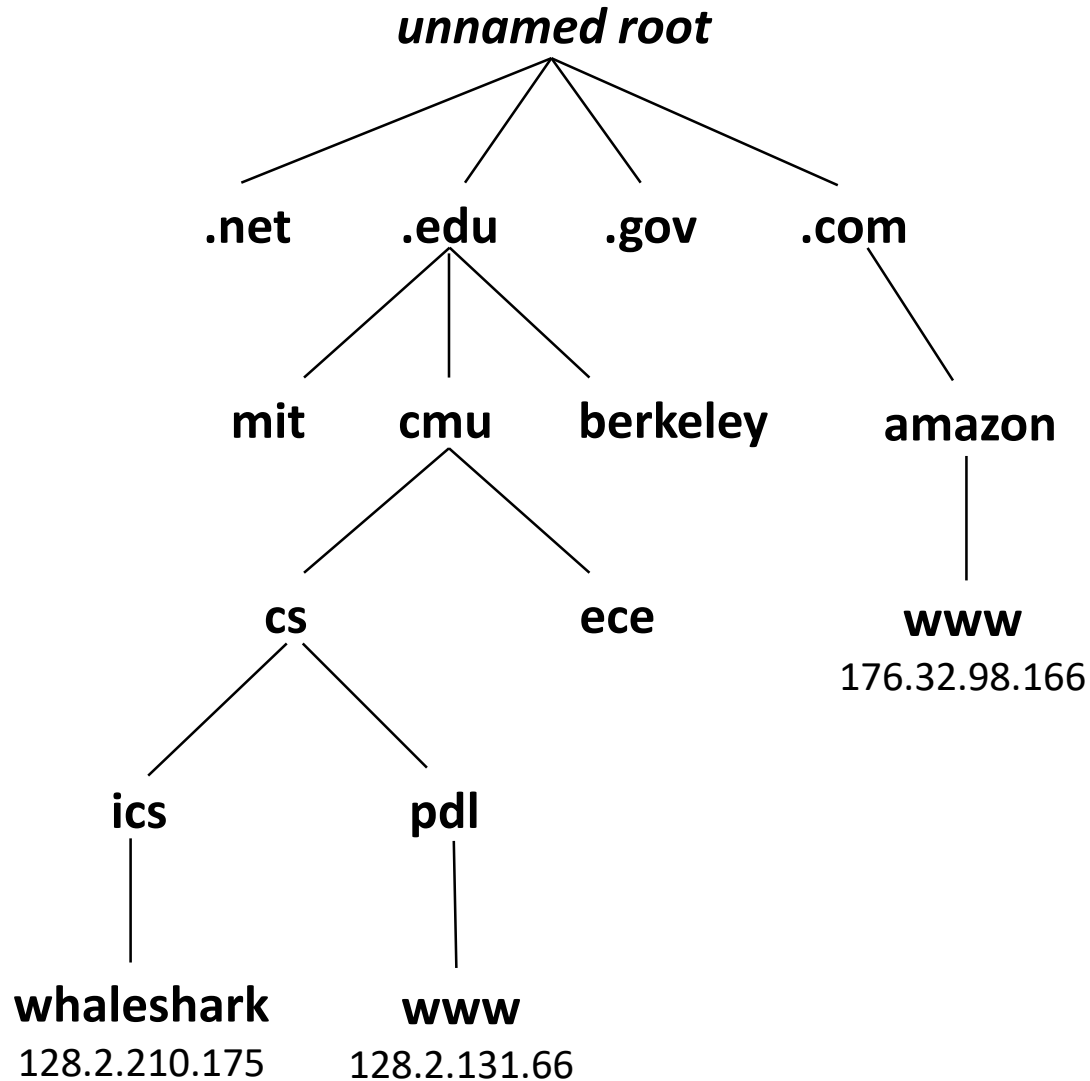 unnamed root
.net .edu .gov .com
mit cmu berkeley amazon
cs ece www
176.32.98.166
ics pdl
whaleshark www
128.2.210.175 128.2.131.66